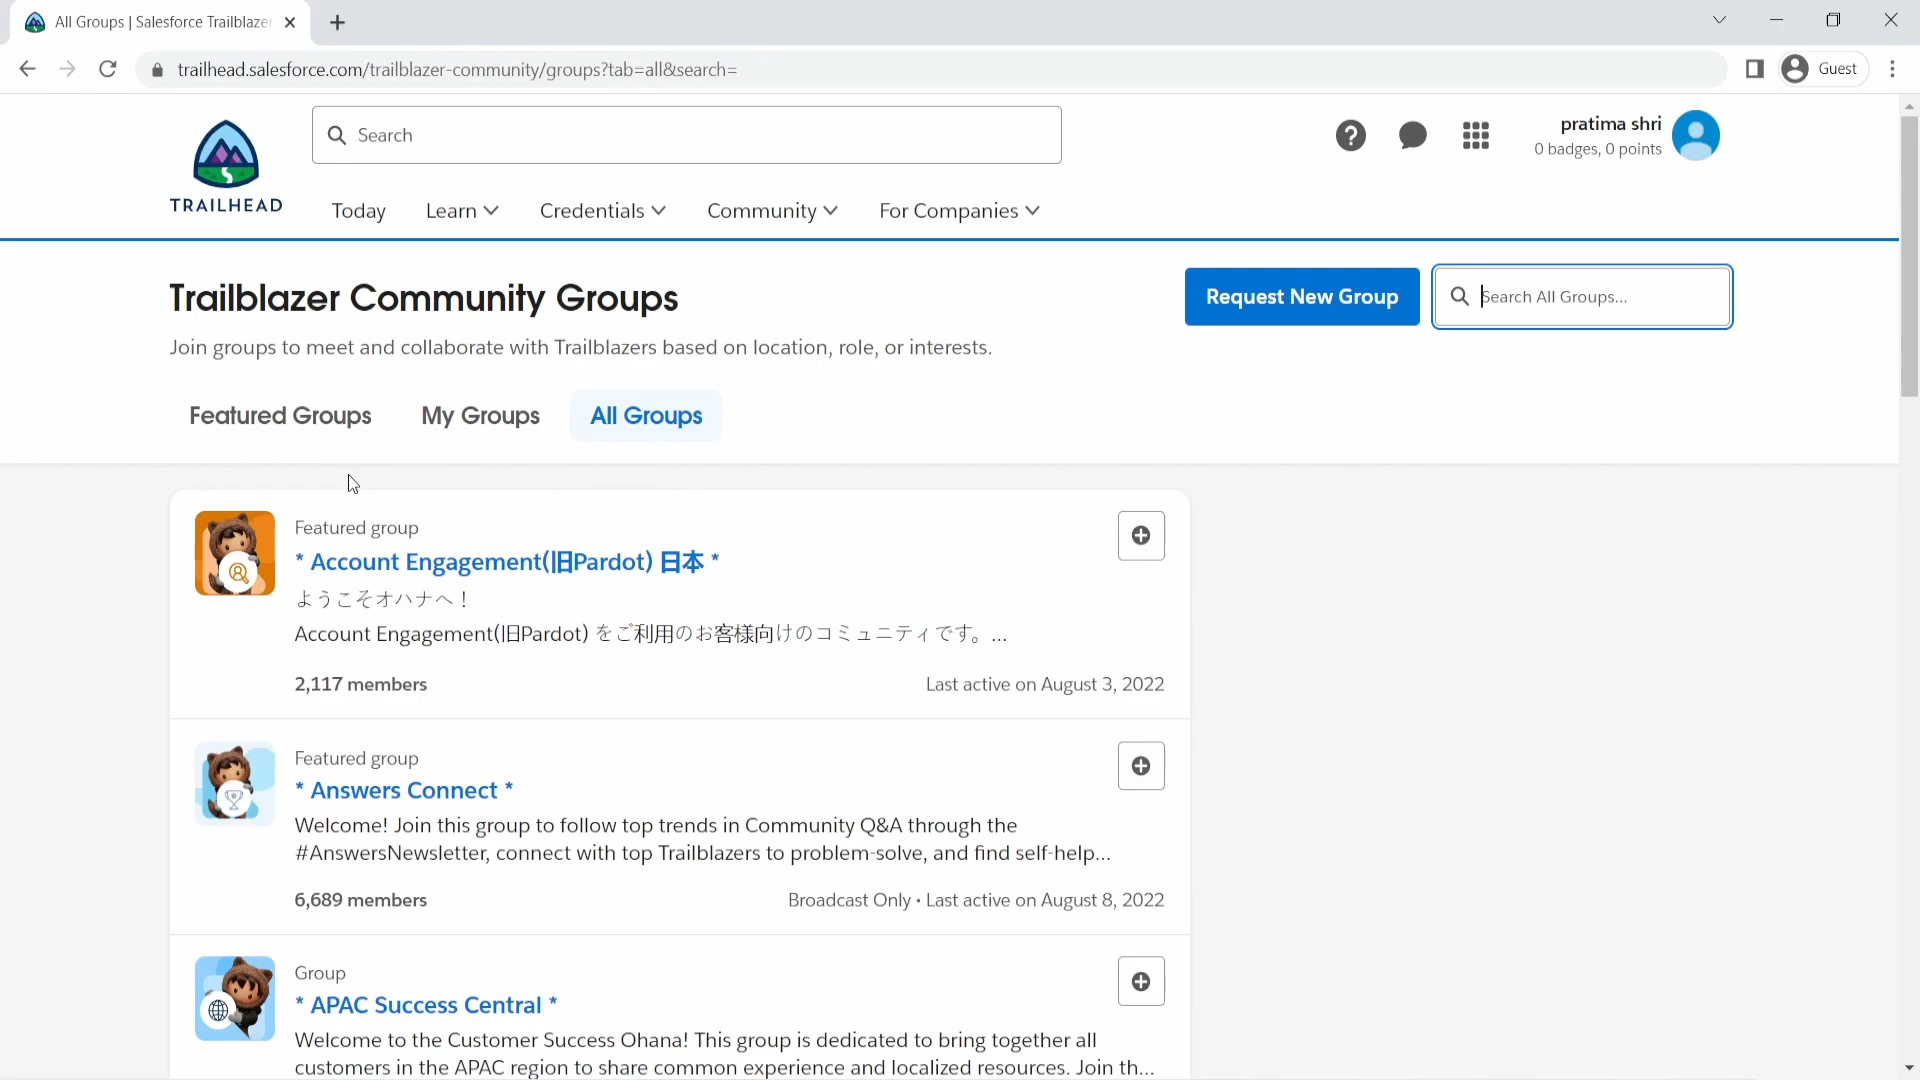 All Groups | Salesforce Trailblazer
trailhead.salesforce.com/trailblazer-community/groups?tab=all&search=
Guest
TRAILHEAD
Search
pratima shri
0 badges, 0 points
Today
Learn
Credentials
Community
For Companies
Trailblazer Community Groups
Request New Group
Search All Groups...
Join groups to meet and collaborate with Trailblazers based on location, role, or interests.
Featured Groups
My Groups
All Groups
Featured group
* Account Engagement(旧Pardot) 日本 *
ようこそオハナへ！
Account Engagement(旧Pardot) をご利用のお客様向けのコミュニティです。...
2,117 members
Last active on August 3, 2022
Featured group
* Answers Connect *
Welcome! Join this group to follow top trends in Community Q&A through the
#AnswersNewsletter, connect with top Trailblazers to problem-solve, and find self-help...
6,689 members
Broadcast Only • Last active on August 8, 2022
Group
* APAC Success Central *
Welcome to the Customer Success Ohana! This group is dedicated to bring together all
customers in the APAC region to share common experience and localized resources. Join th...